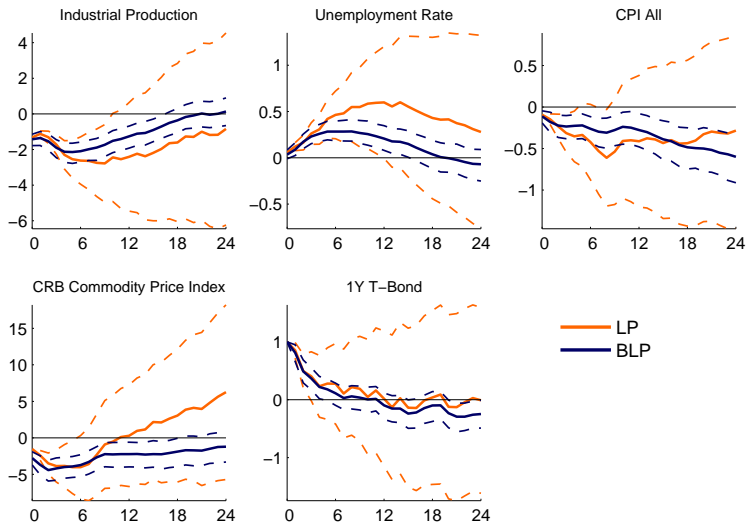 Industrial Production
4
2
0
−2
−4
−6
0 6 12 18 24
Unemployment Rate
1
0.5
0
−0.5
0 6 12 18 24
CPI All
0.5
0
−0.5
−1
0 6 12 18 24
CRB Commodity Price Index
15
10
5
0
−5
0 6 12 18 24
1Y T−Bond
1
0
−1
0 6 12 18 24
LP
BLP